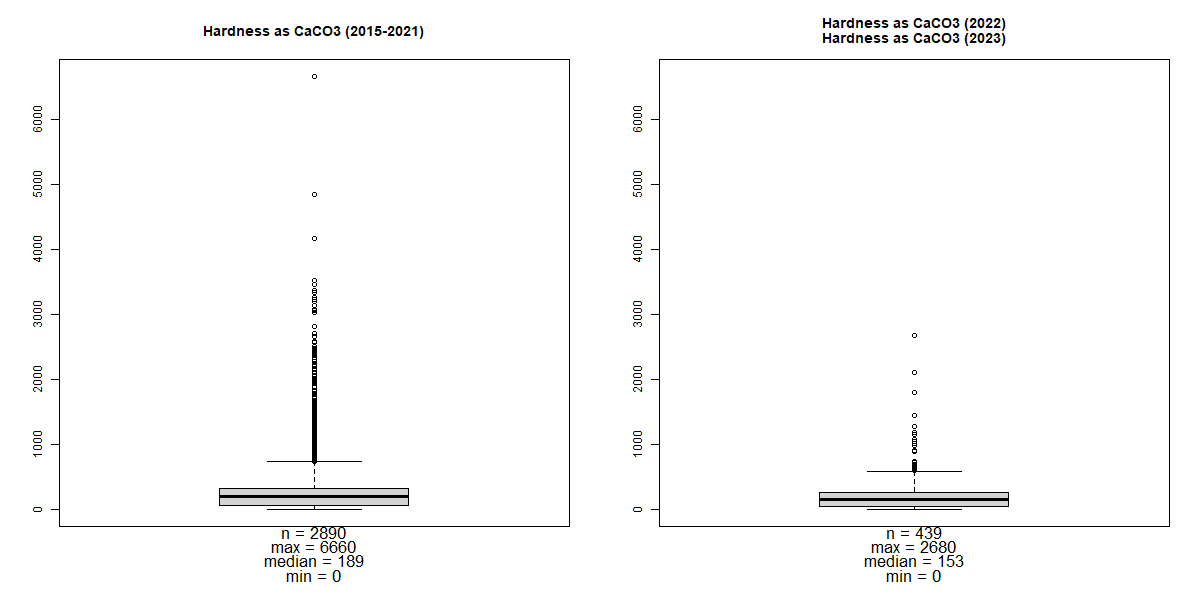 Hardness as CaCO3 (2015-2021)
6000
5000
4000
3000
2000
1000
0
n = 2890
max = 6660
median = 189
min = 0
Hardness as CaCO3 (2022)
Hardness as CaCO3 (2023)
6000
5000
4000
3000
2000
1000
0
n = 439
max = 2680
median = 153
min = 0